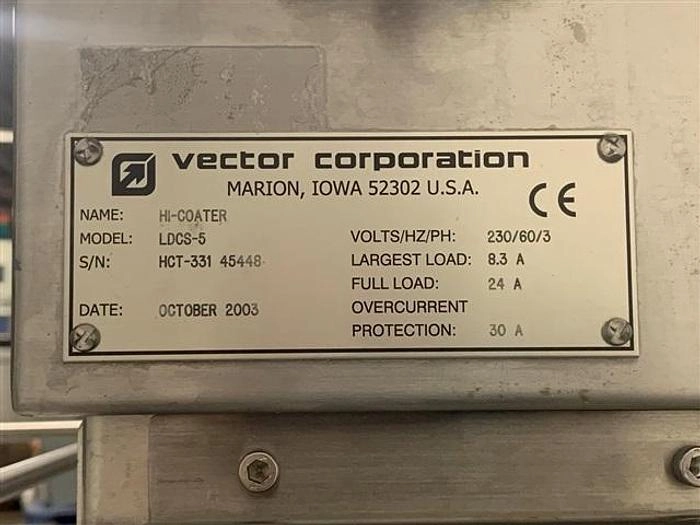 vector corporation
MARION, IOWA 52302 U.S.A.
CE
NAME: HI-COATER
MODEL: LDCS-5
S/N: HCT-331 45448
DATE: OCTOBER 2003
VOLTS/HZ/PH: 230/60/3
LARGEST LOAD: 8.3 A
FULL LOAD: 24 A
OVERCURRENT
PROTECTION: 30 A